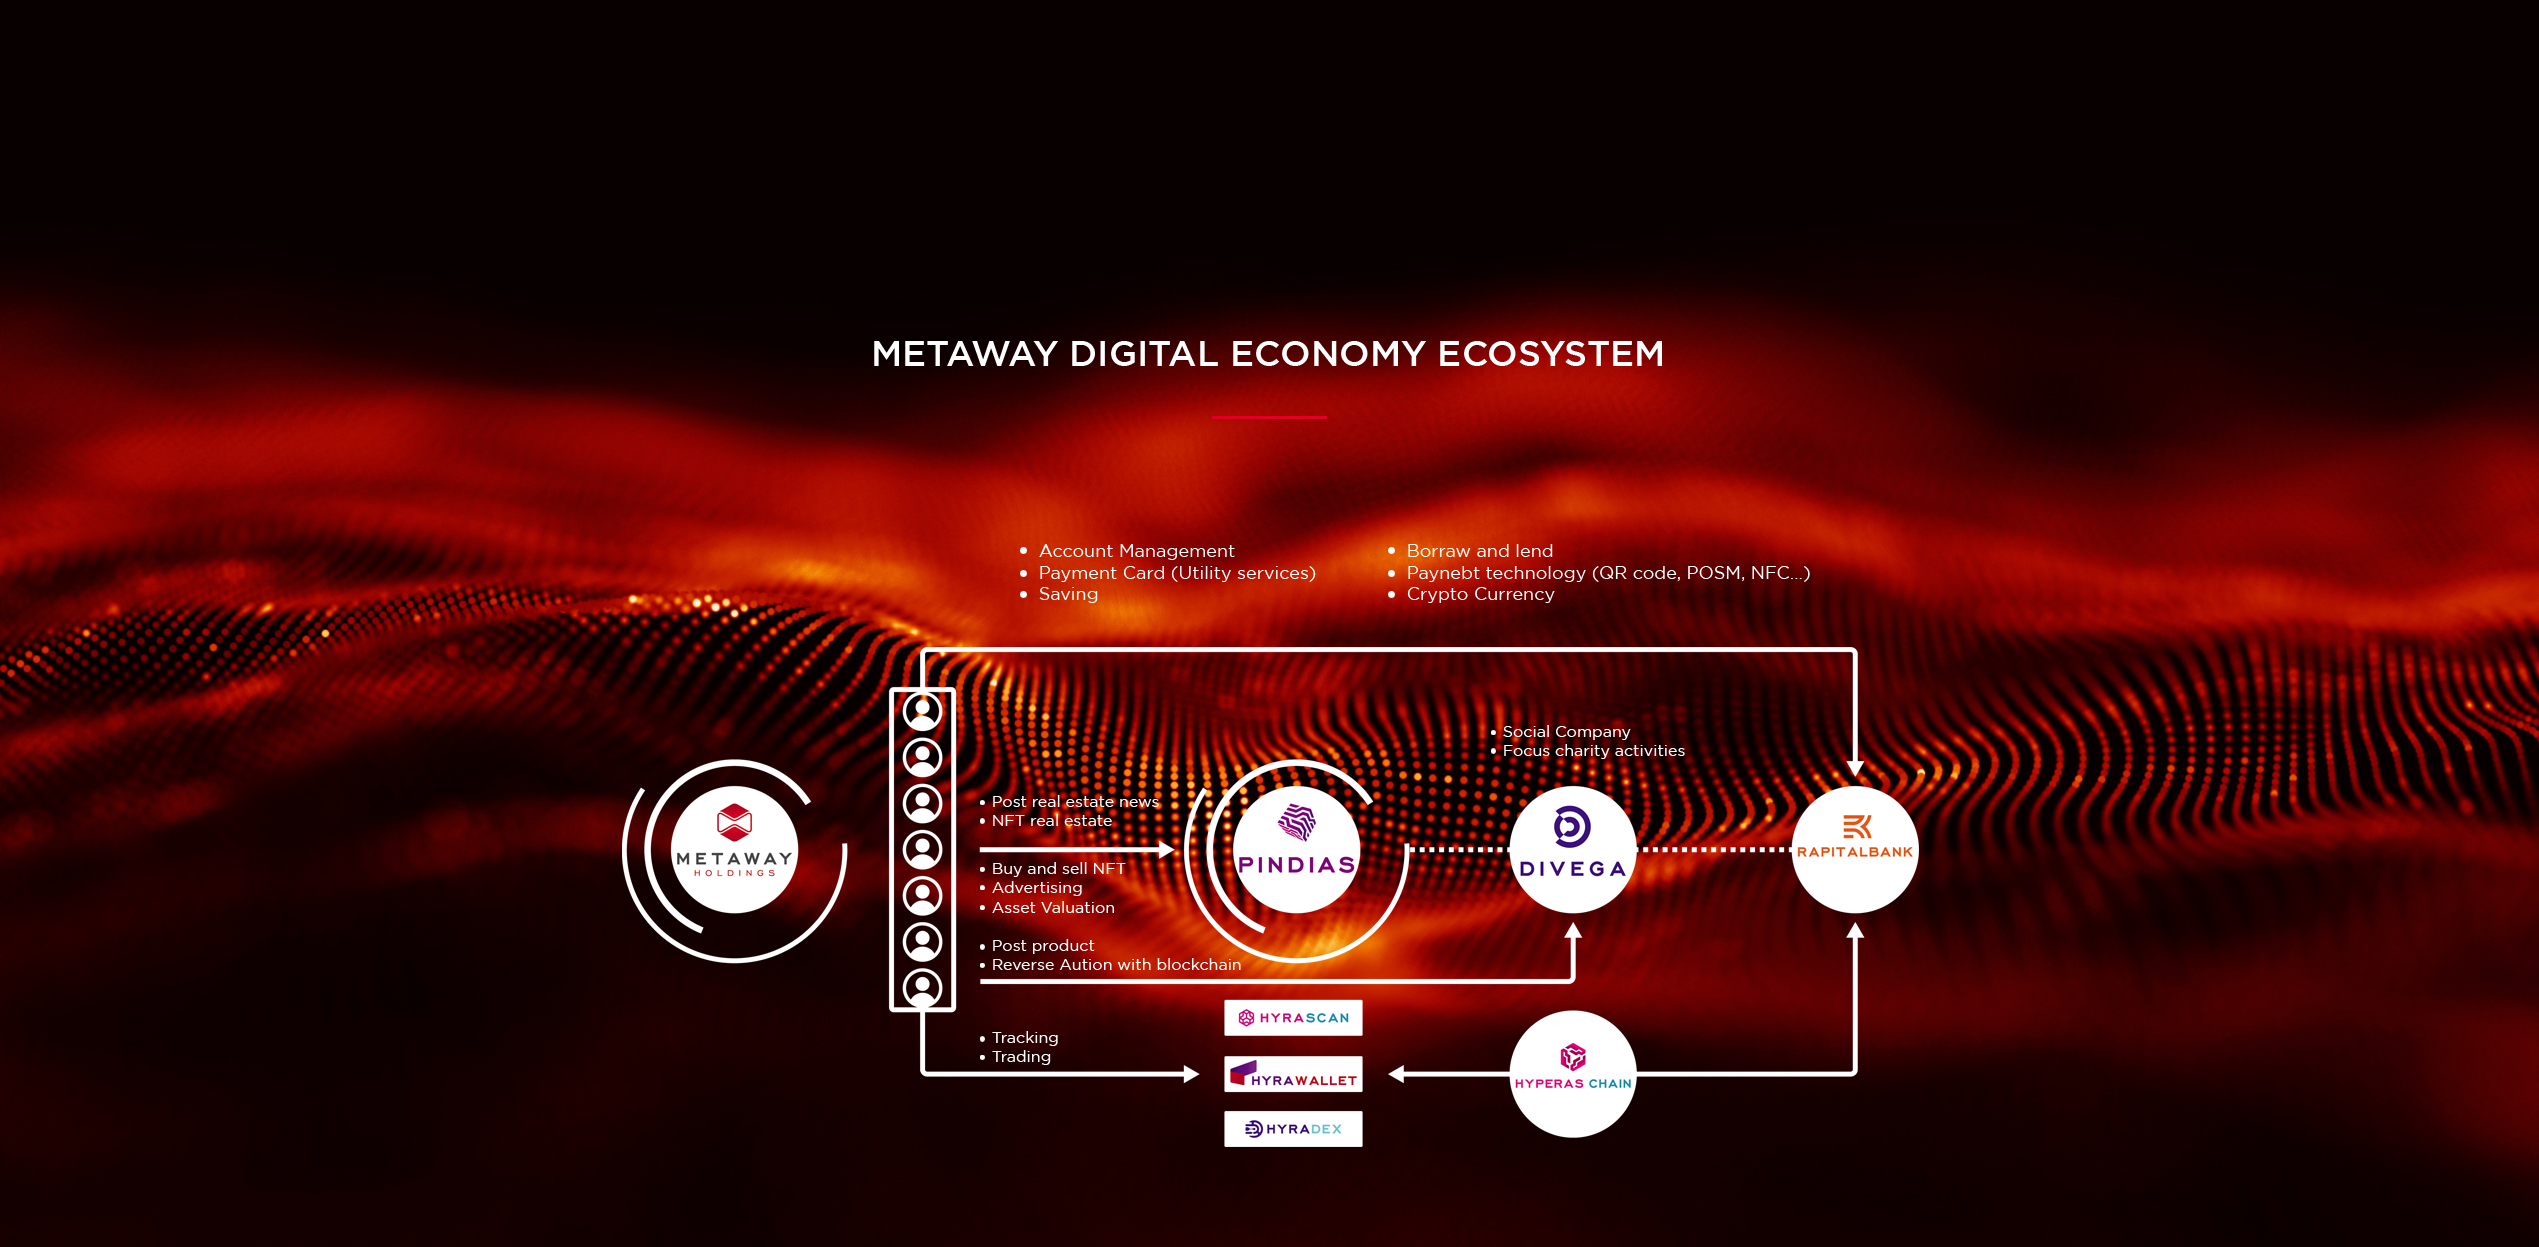 METAWAY DIGITAL ECONOMY ECOSYSTEM
• Account Management
• Payment Card (Utility services)
• Saving
• Borraw and lend
• Paynebt technology (QR code, POSM, NFC...)
• Crypto Currency
• Social Company
• Focus charity activities
METAWAY
HOLDINGS
• Post real estate news
• NFT real estate
• Buy and sell NFT
• Advertising
• Asset Valuation
PINDIAS
DIVEGA
RAPITALBANK
• Post product
• Reverse Aution with blockchain
• Tracking
• Trading
HYRASCAN
HYRAWALLET
HYRADEX
HYPERAS CHAIN